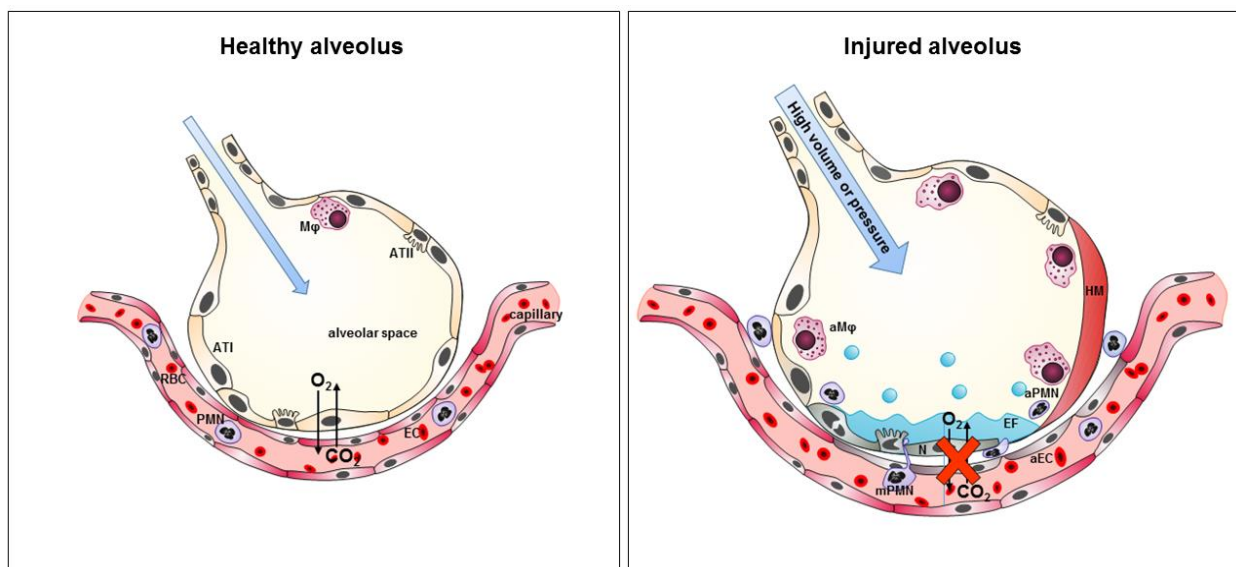 Healthy alveolus
Mφ
ATII
capillary
alveolar space
ATI
RBC
O2
PMN
EC
CO2
Injured alveolus
High volume or pressure
HM
aMφ
aPMN
EF
O2
N
aEC
mPMN
CO2